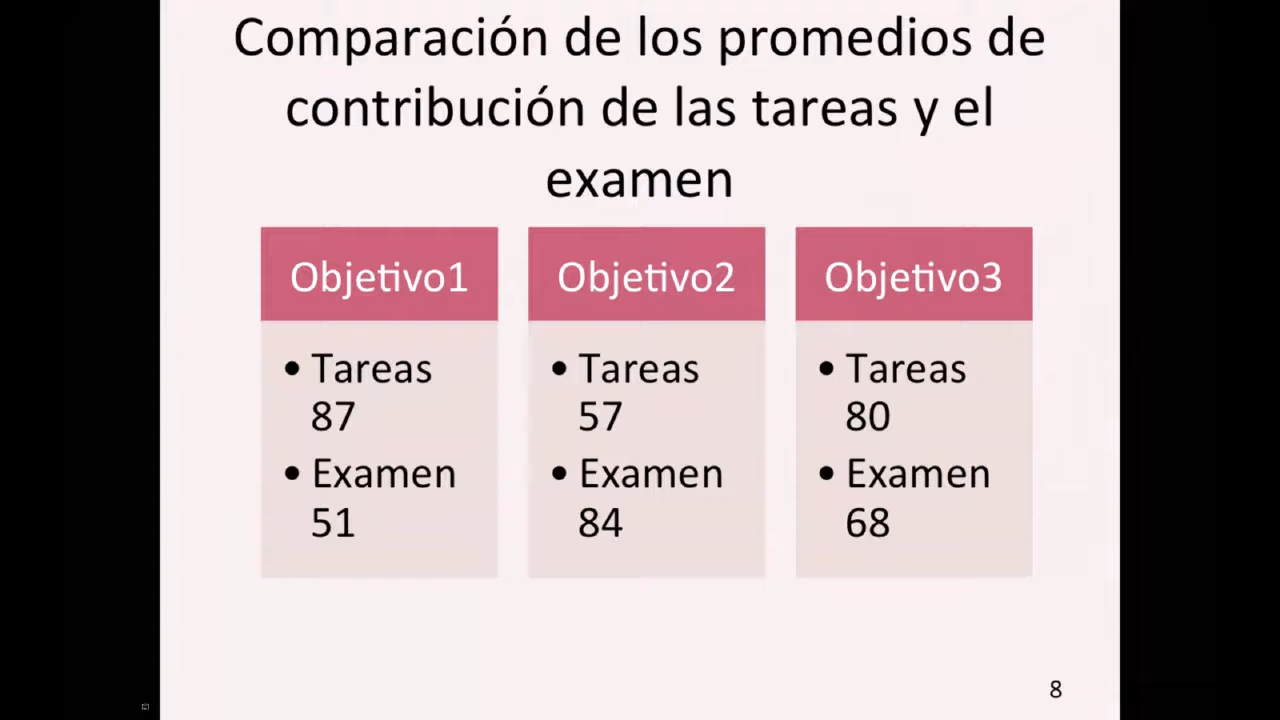 Comparación de los promedios de
contribución de las tareas y el
examen
Objetivo1
• Tareas
87
• Examen
51
Objetivo2
• Tareas
57
• Examen
84
Objetivo3
• Tareas
80
• Examen
68
8